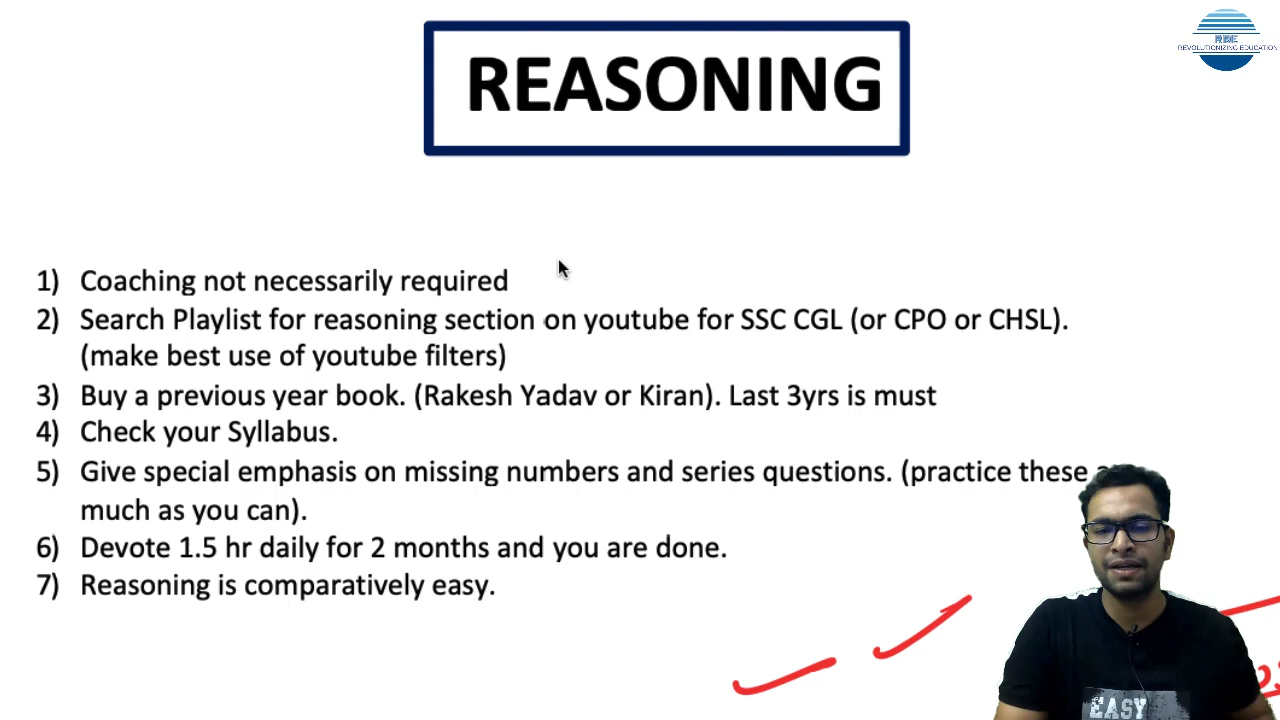 REASONING
RBE
REVOLUTIONIZING EDUCATION
1) Coaching not necessarily required
2) Search Playlist for reasoning section on youtube for SSC CGL (or CPO or CHSL).
(make best use of youtube filters)
3) Buy a previous year book. (Rakesh Yadav or Kiran). Last 3yrs is must
4) Check your Syllabus.
5) Give special emphasis on missing numbers and series questions. (practice these
much as you can).
6) Devote 1.5 hr daily for 2 months and you are done.
7) Reasoning is comparatively easy.
EASY